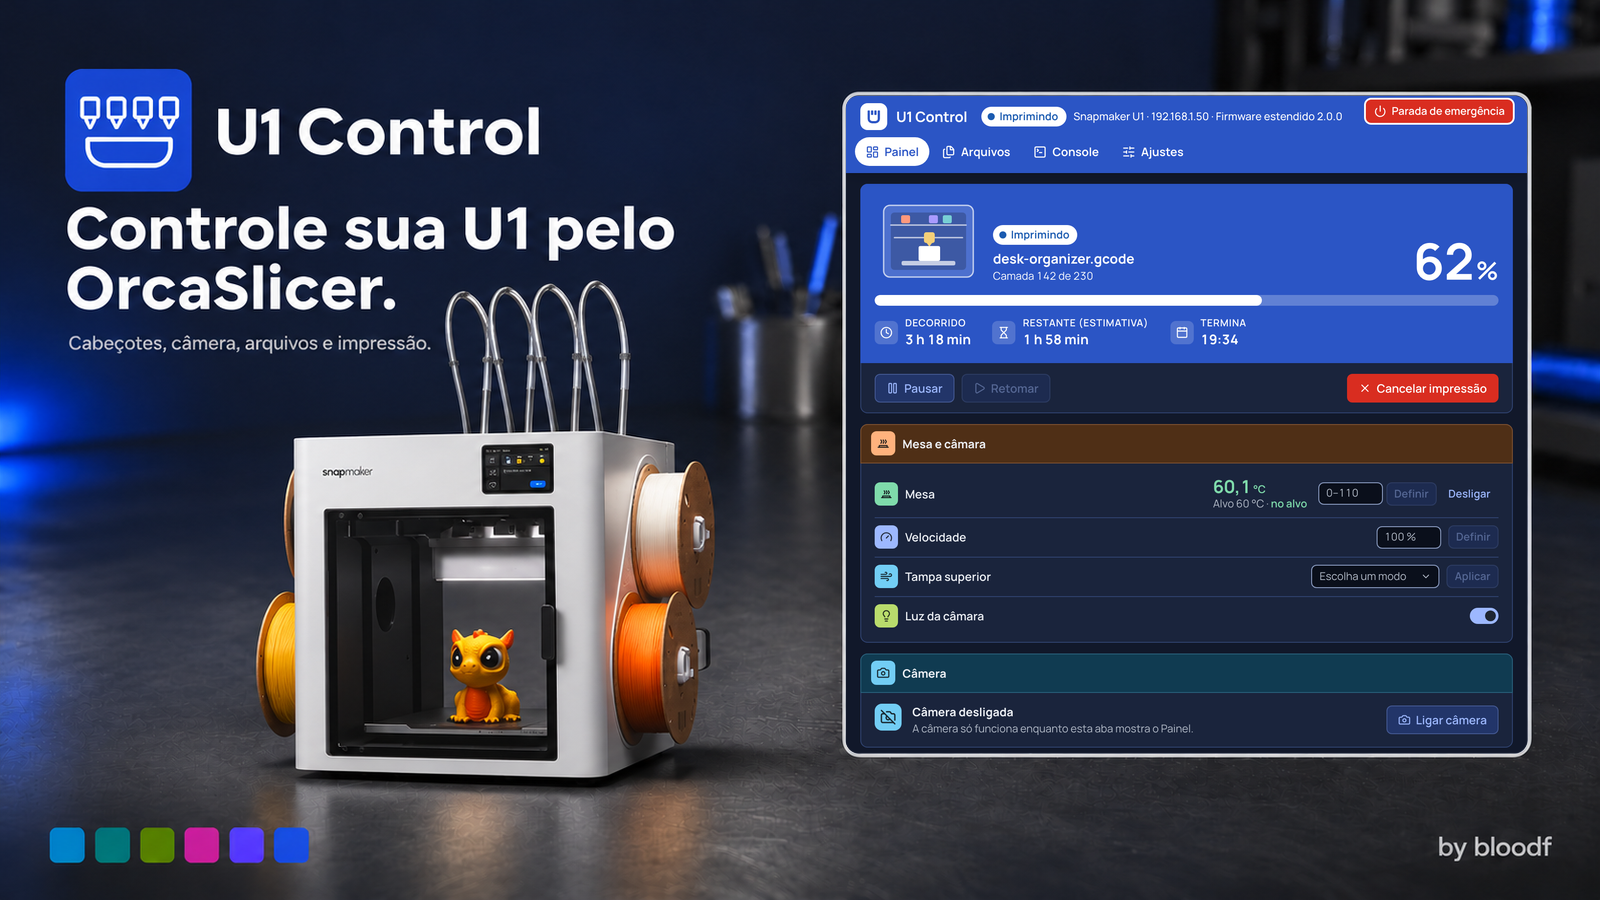 U1 Control
Controle sua U1 pelo
OrcaSlicer.
Cabeçotes, câmera, arquivos e impressão.
snapmaker
U1 Control
Imprimindo
Snapmaker U1 · 192.168.1.50 · Firmware estendido 2.0.0
Parada de emergência
Painel
Arquivos
Console
Ajustes
Imprimindo
desk-organizer.gcode
Camada 142 de 230
62%
DECORRIDO
3 h 18 min
RESTANTE (ESTIMATIVA)
1 h 58 min
TERMINA
19:34
Pausar
Retomar
Cancelar impressão
Mesa e câmara
Mesa
60,1 °C
Alvo 60 °C · no alvo
0–110
Definir
Desligar
Velocidade
100 %
Definir
Tampa superior
Escolha um modo
Aplicar
Luz da câmara
Câmera
Câmera desligada
A câmera só funciona enquanto esta aba mostra o Painel.
Ligar câmera
by bloodf